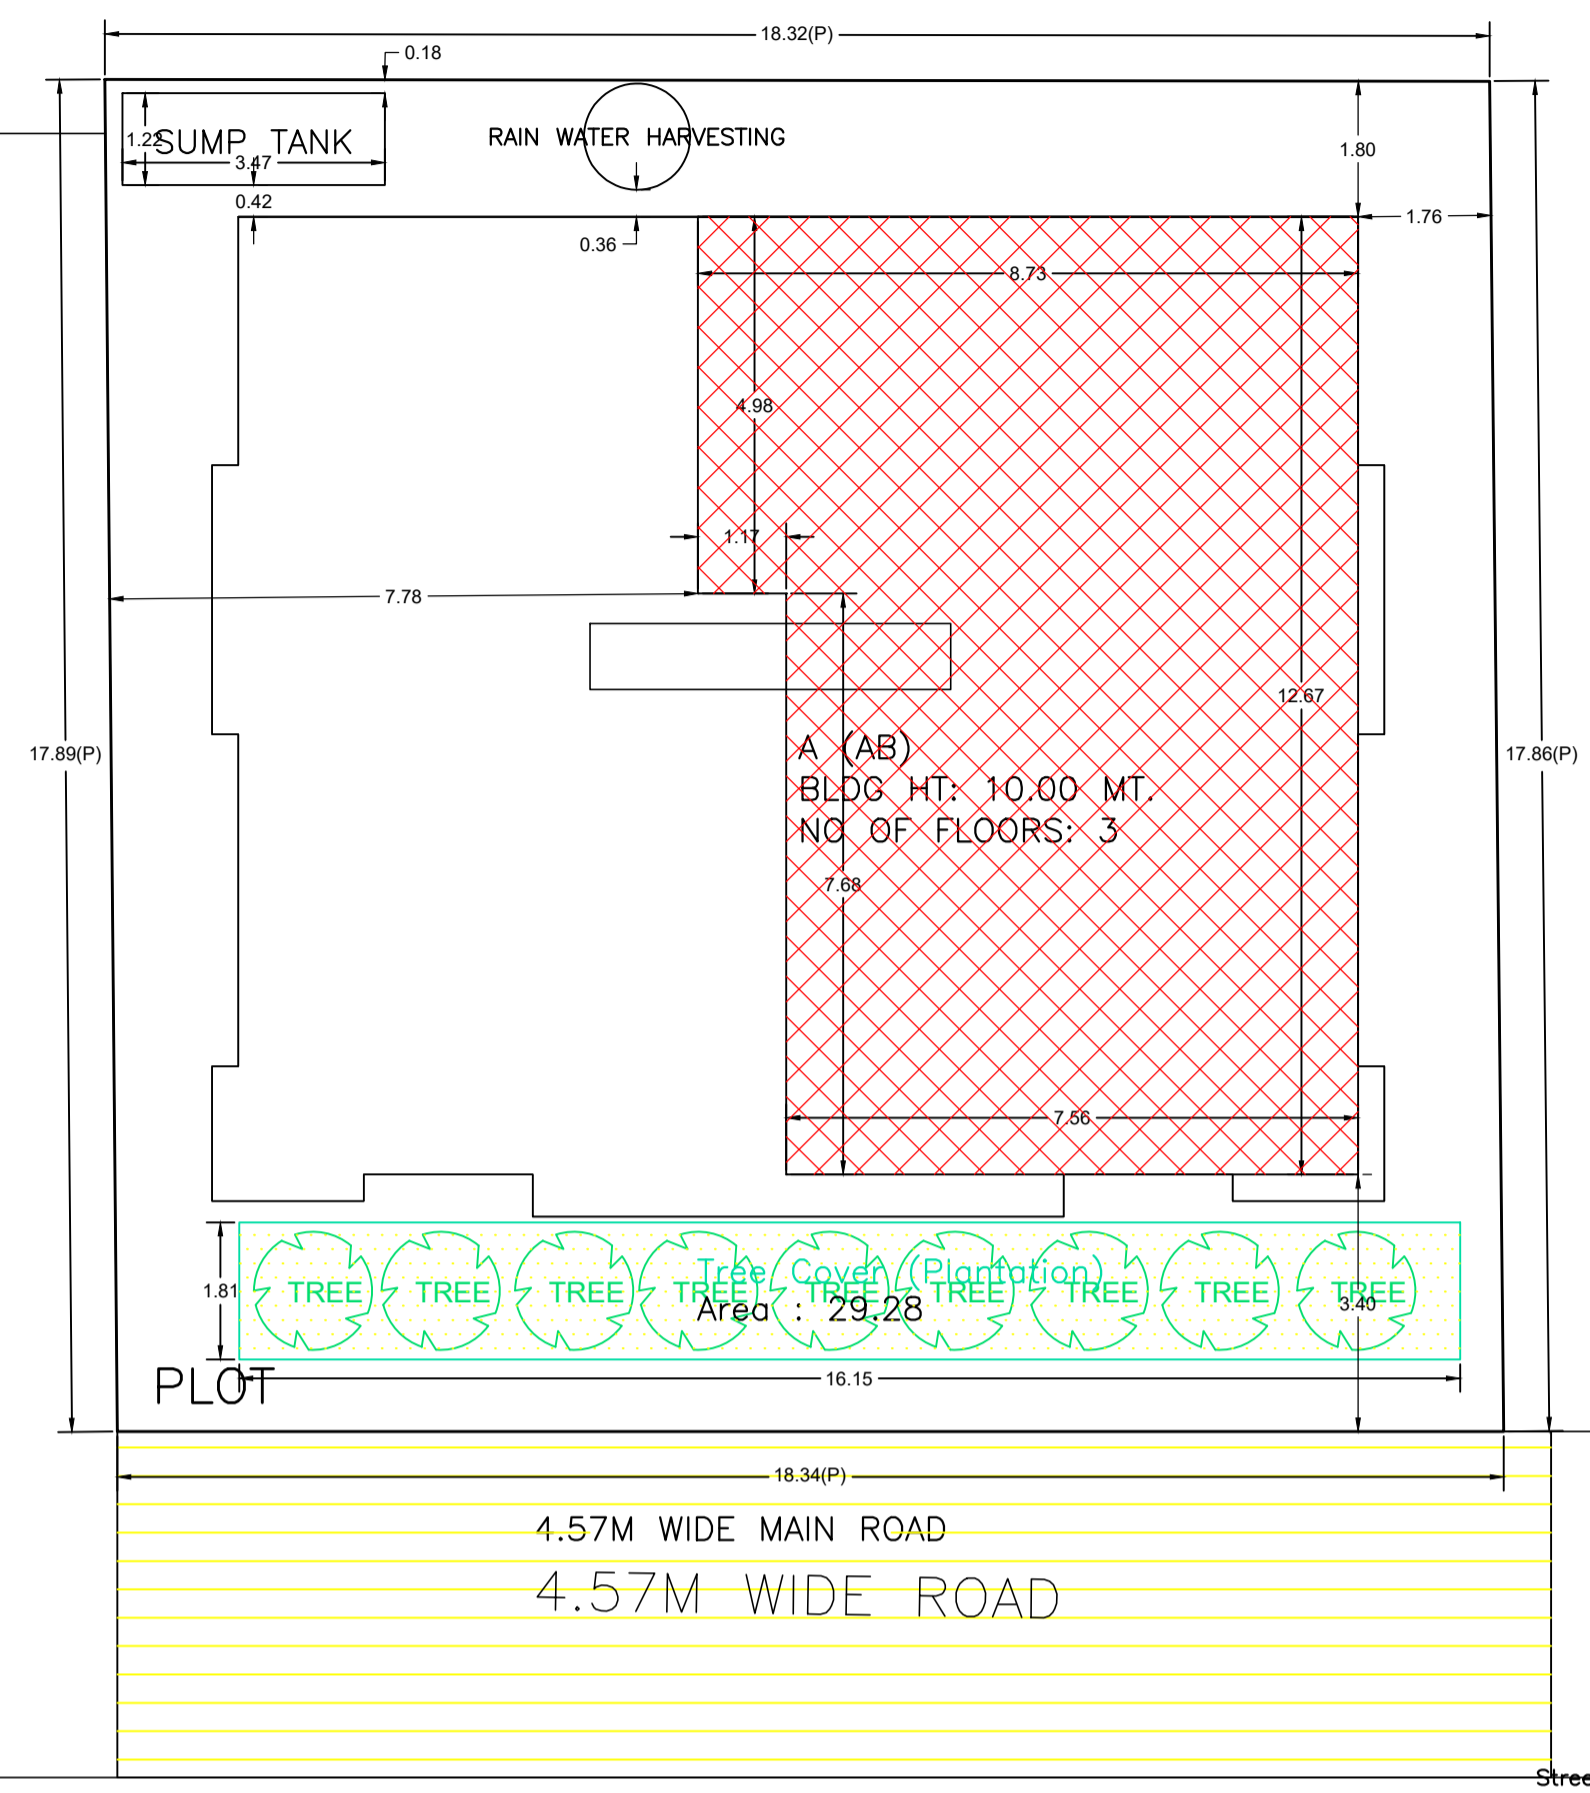 18.32(P)
0.18
1.22
SUMP TANK
3.47
RAIN WATER HARVESTING
1.80
0.42
0.36
1.76
8.73
4.98
1.17
7.78
12.67
17.89(P)
17.86(P)
A (AB)
BLDG HT: 10.00 MT.
NO OF FLOORS: 3
7.68
7.56
Tree Cover (Plantation)
1.81
TREE TREE TREE TREE TREE TREE TREE TREE TREE
Area : 29.28
3.40
PLOT
16.15
18.34(P)
4.57M WIDE MAIN ROAD
4.57M WIDE ROAD